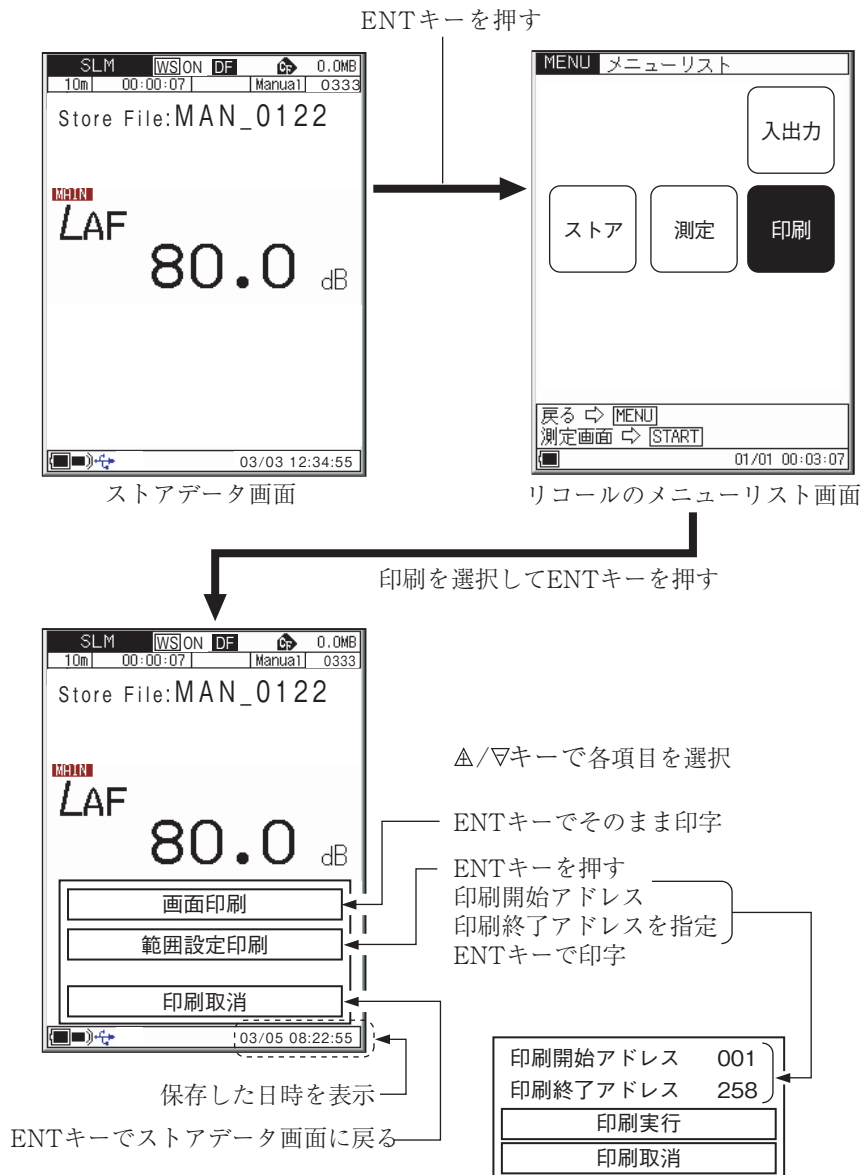 ENTキーを押す
SLM WS ON DF CF 0.0MB
10m 00:00:07 Manual 0333
Store File:MAN_0122
MAIN
LAF
80.0 dB
03/03 12:34:55
ストアデータ画面
MENU メニューリスト
入出力
ストア 測定 印刷
戻る ⇨ MENU
測定画面 ⇨ START
01/01 00:03:07
リコールのメニューリスト画面
印刷を選択してENTキーを押す
SLM WS ON DF CF 0.0MB
10m 00:00:07 Manual 0333
Store File:MAN_0122
MAIN
LAF
80.0 dB
画面印刷
範囲設定印刷
印刷取消
03/05 08:22:55
△/▽キーで各項目を選択
ENTキーでそのまま印字
ENTキーを押す
印刷開始アドレス
印刷終了アドレスを指定
ENTキーで印字
保存した日時を表示
ENTキーでストアデータ画面に戻る
印刷開始アドレス 001
印刷終了アドレス 258
印刷実行
印刷取消